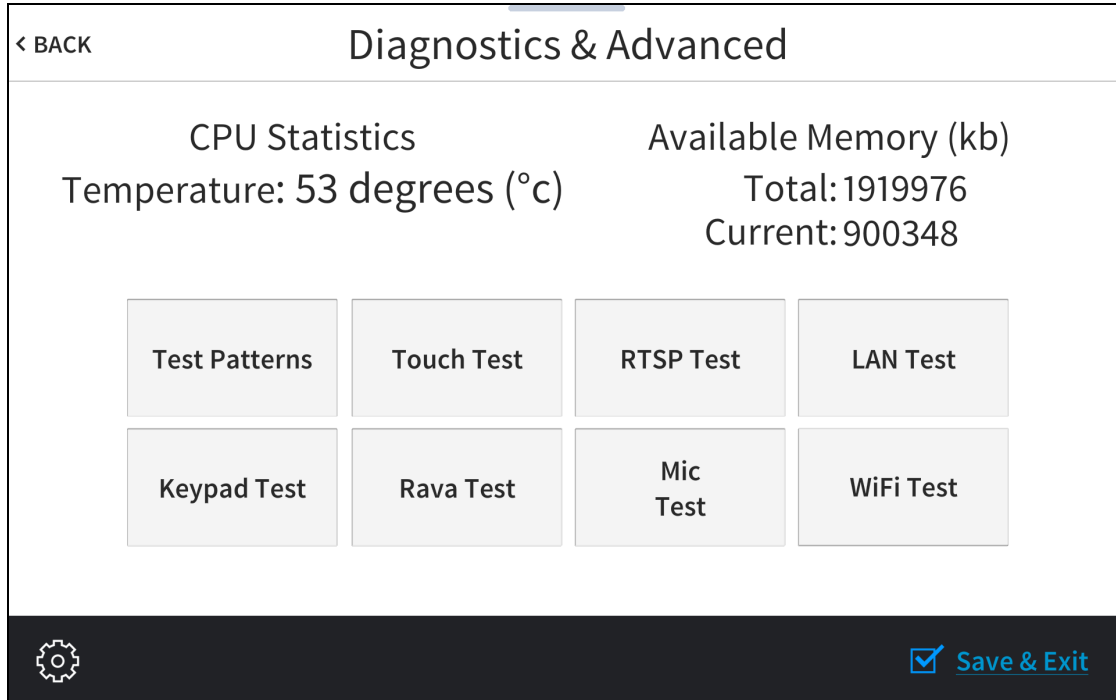 < BACK
Diagnostics & Advanced
CPU Statistics
Temperature: 53 degrees (°c)
Available Memory (kb)
Total: 1919976
Current: 900348
Test Patterns
Touch Test
RTSP Test
LAN Test
Keypad Test
Rava Test
Mic
Test
WiFi Test
Save & Exit